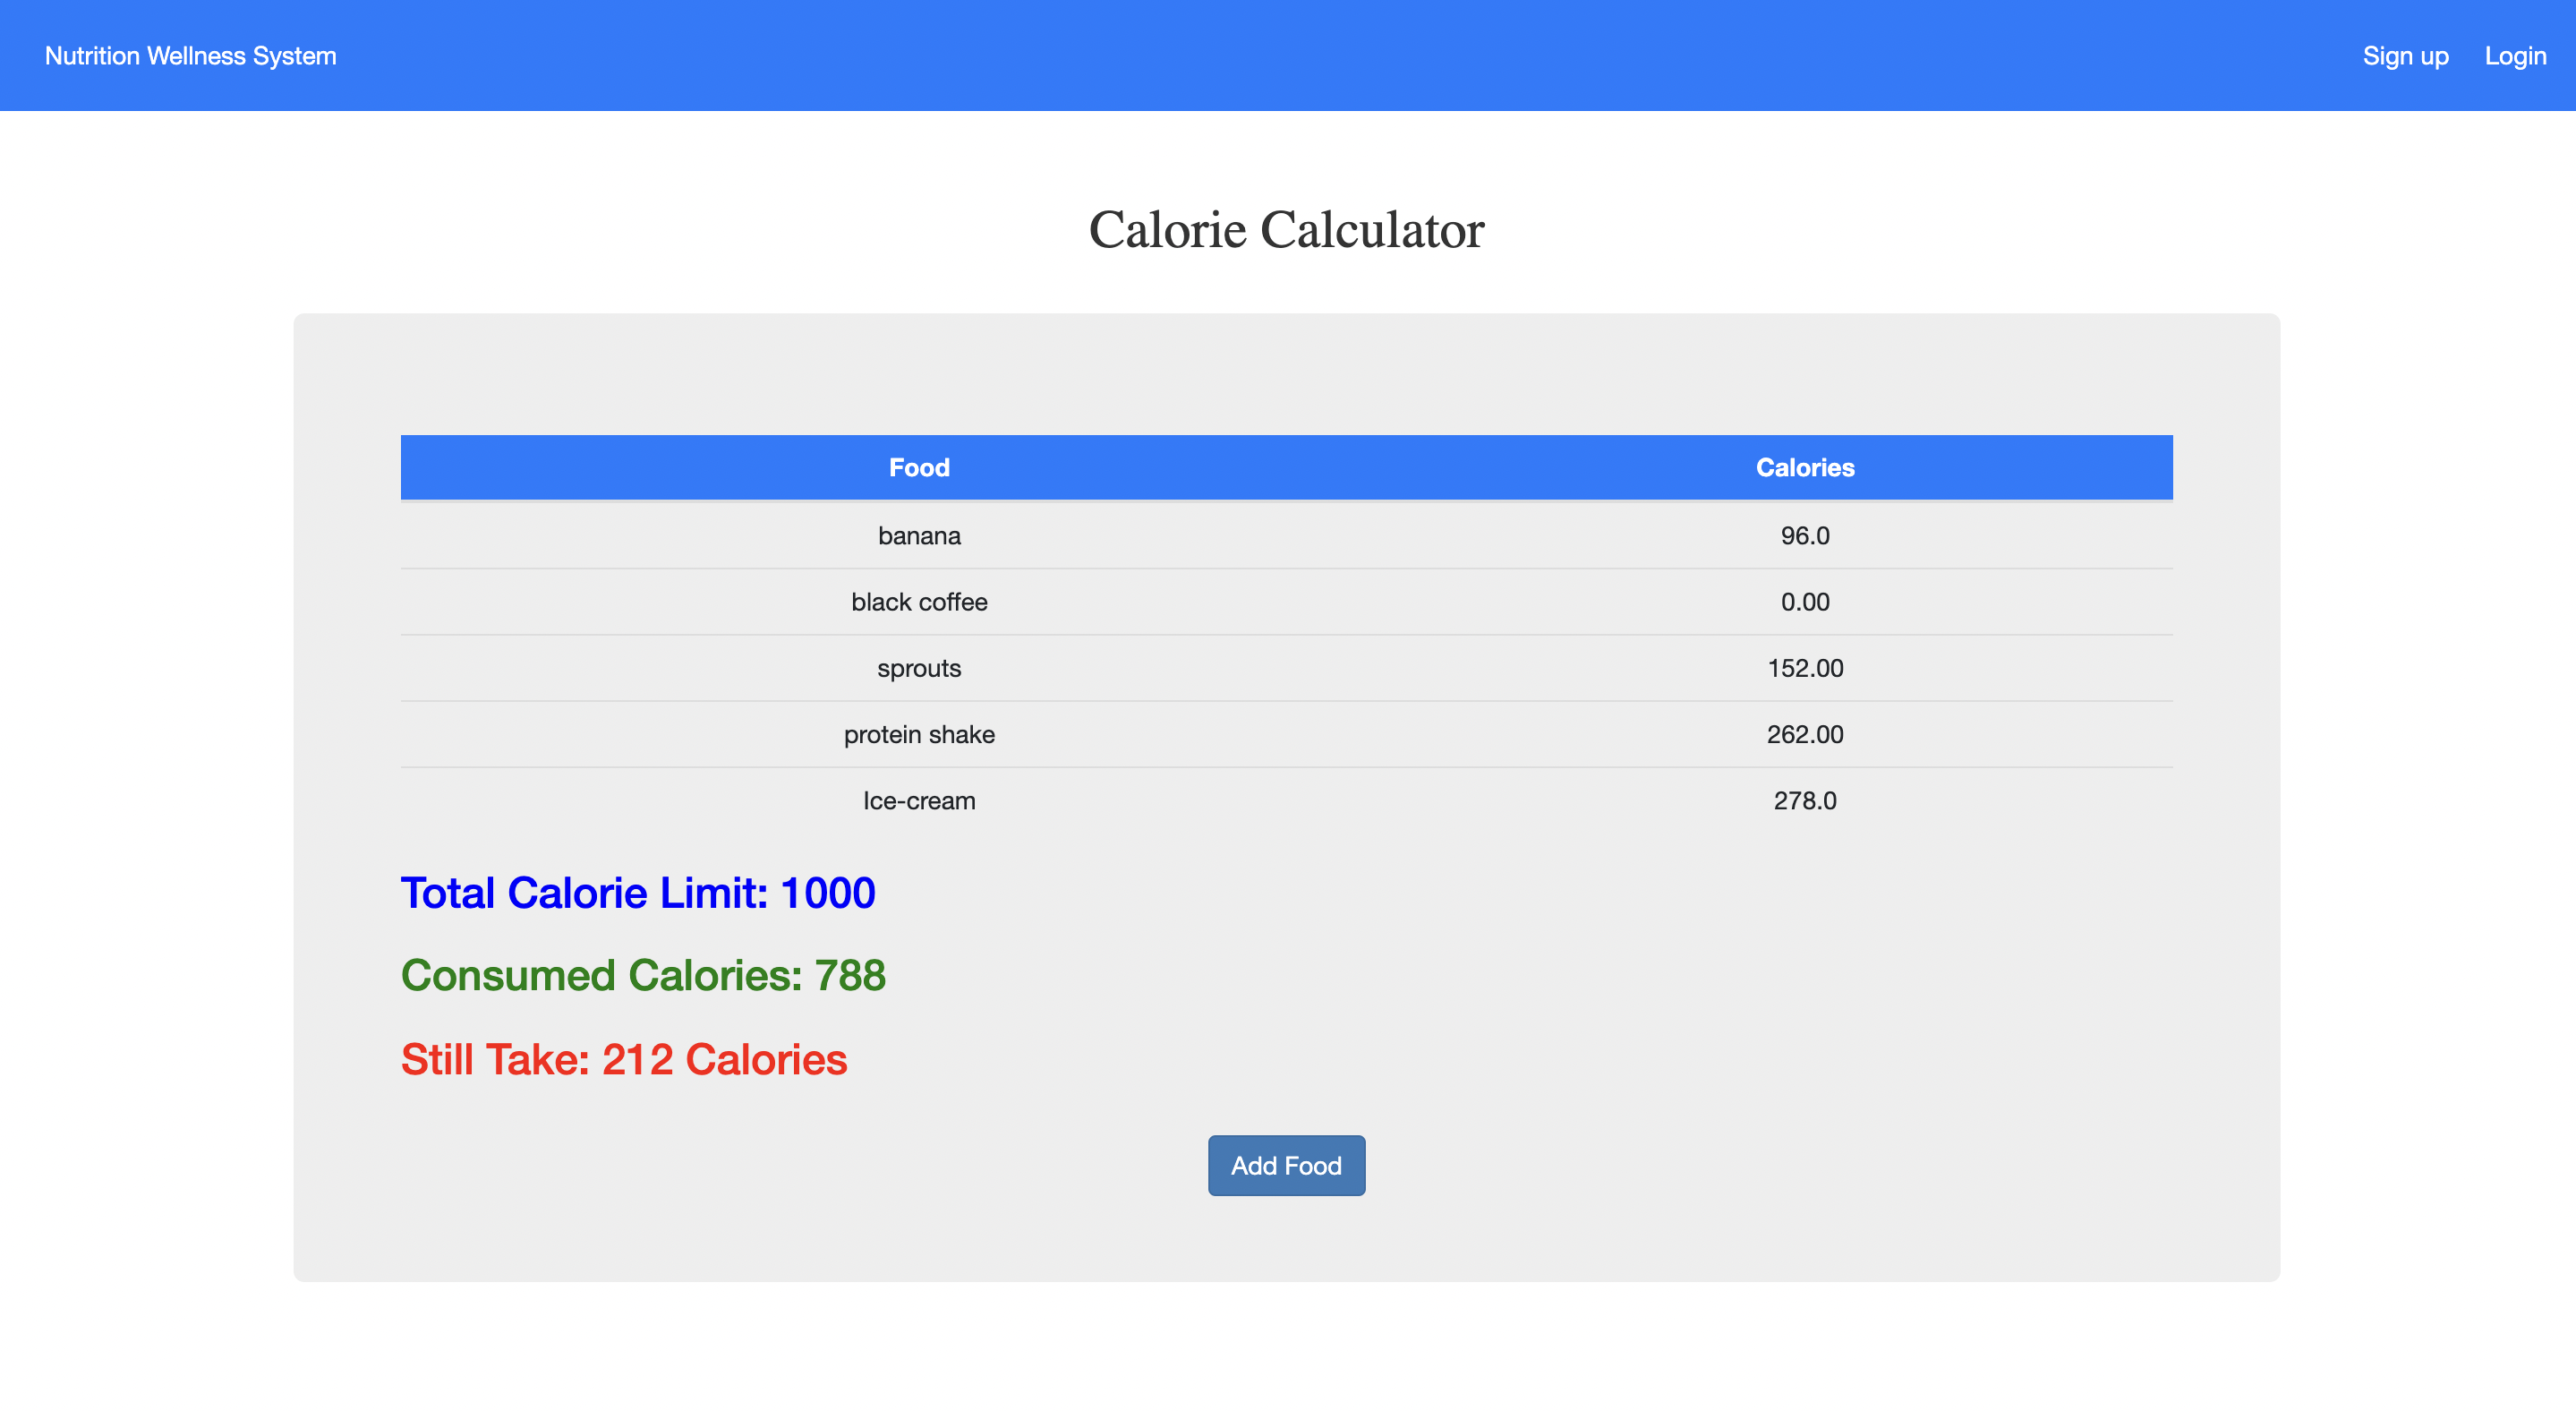 Nutrition Wellness System Sign up Login
Calorie Calculator
Food Calories
banana 96.0
black coffee 0.00
sprouts 152.00
protein shake 262.00
Ice-cream 278.0
Total Calorie Limit: 1000
Consumed Calories: 788
Still Take: 212 Calories
Add Food